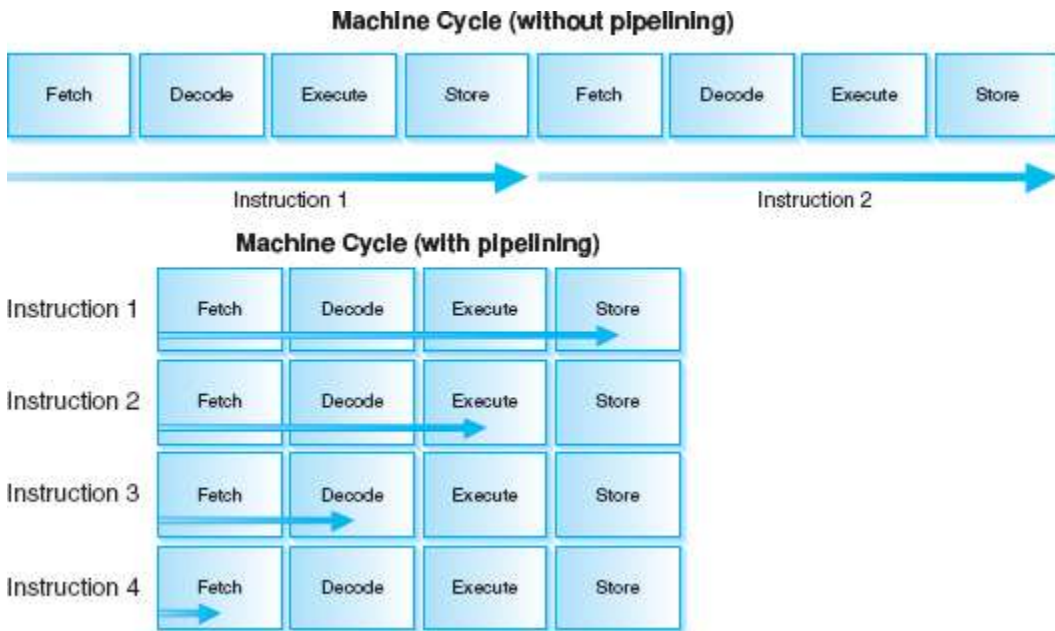 Machine Cycle (without pipelining)
Fetch Decode Execute Store Fetch Decode Execute Store
Instruction 1 Instruction 2
Machine Cycle (with pipelining)
Instruction 1 Fetch Decode Execute Store
Instruction 2 Fetch Decode Execute Store
Instruction 3 Fetch Decode Execute Store
Instruction 4 Fetch Decode Execute Store